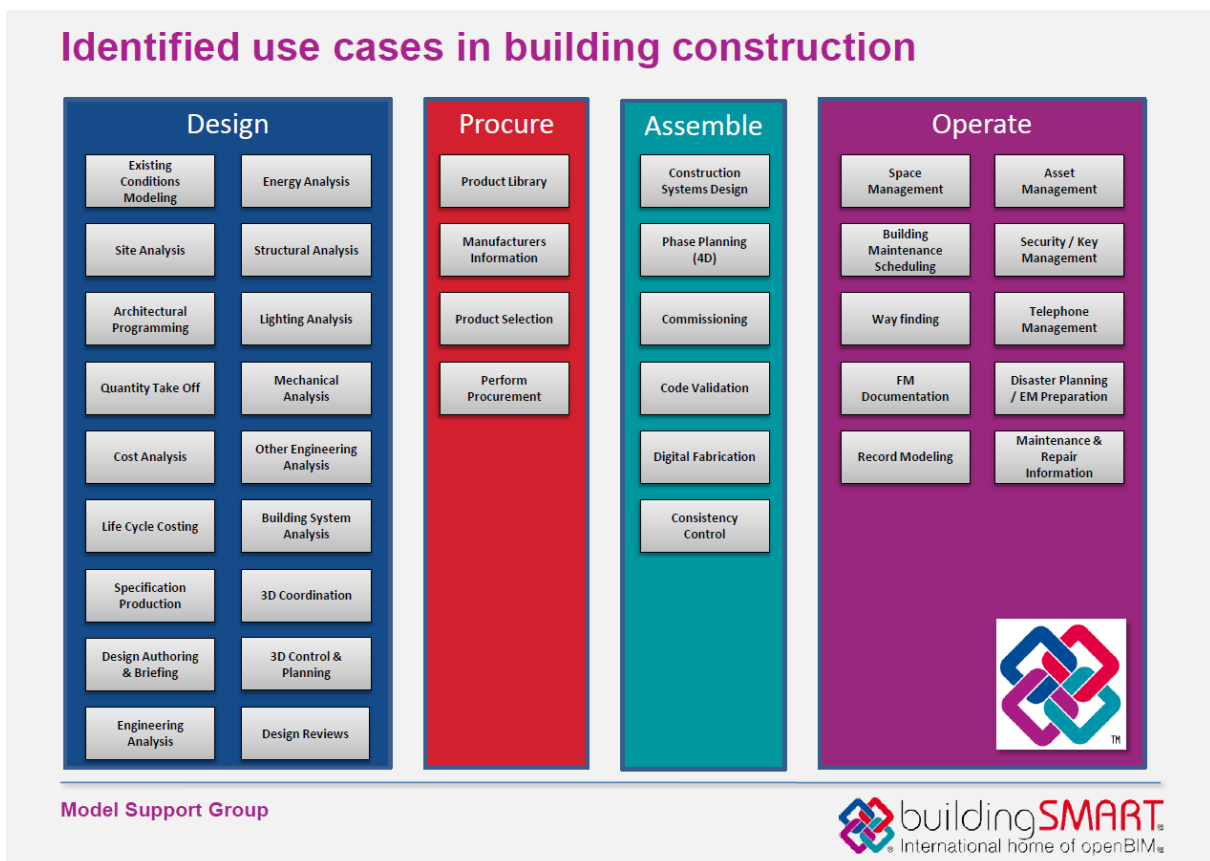 Identified use cases in building construction
Design
Existing
Conditions
Modeling
Energy Analysis
Site Analysis
Structural Analysis
Architectural
Programming
Lighting Analysis
Quantity Take Off
Mechanical
Analysis
Cost Analysis
Other Engineering
Analysis
Life Cycle Costing
Building System
Analysis
Specification
Production
3D Coordination
Design Authoring
& Briefing
3D Control &
Planning
Engineering
Analysis
Design Reviews
Procure
Product Library
Manufacturers
Information
Product Selection
Perform
Procurement
Assemble
Construction
Systems Design
Phase Planning
(4D)
Commissioning
Code Validation
Digital Fabrication
Consistency
Control
Operate
Space
Management
Asset
Management
Building
Maintenance
Scheduling
Security / Key
Management
Way finding
Telephone
Management
FM
Documentation
Disaster Planning
/ EM Preparation
Record Modeling
Maintenance &
Repair
Information
TM
Model Support Group
buildingSMART®
International home of openBIM®